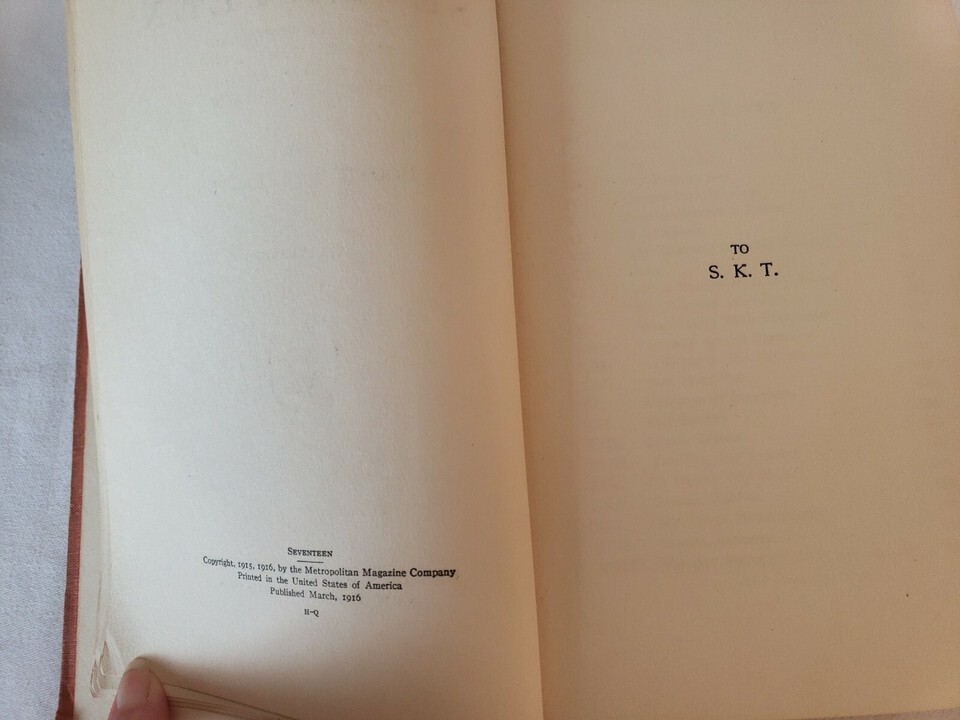 SEVENTEEN
Copyright, 1915, 1916, by the Metropolitan Magazine Company
Printed in the United States of America
Published March, 1916
H-Q
TO
S. K. T.